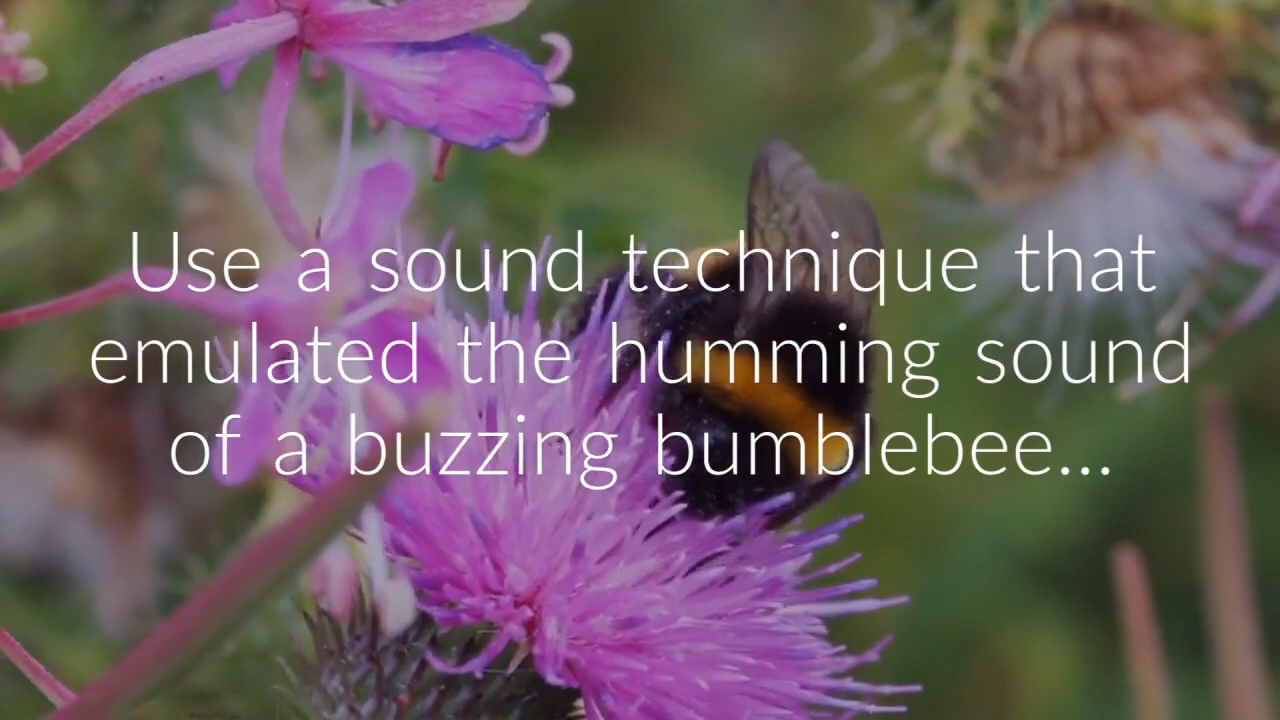 Use a sound technique that
emulated the humming sound
of a buzzing bumblebee...